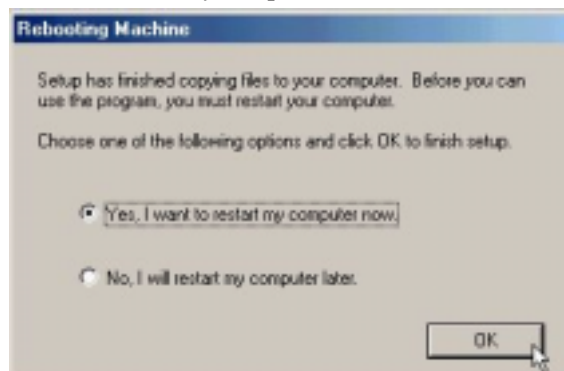 Rebooting Machine
Setup has finished copying files to your computer. Before you can
use the program, you must restart your computer.
Choose one of the following options and click OK to finish setup.
Yes, I want to restart my computer now.
No, I will restart my computer later.
OK